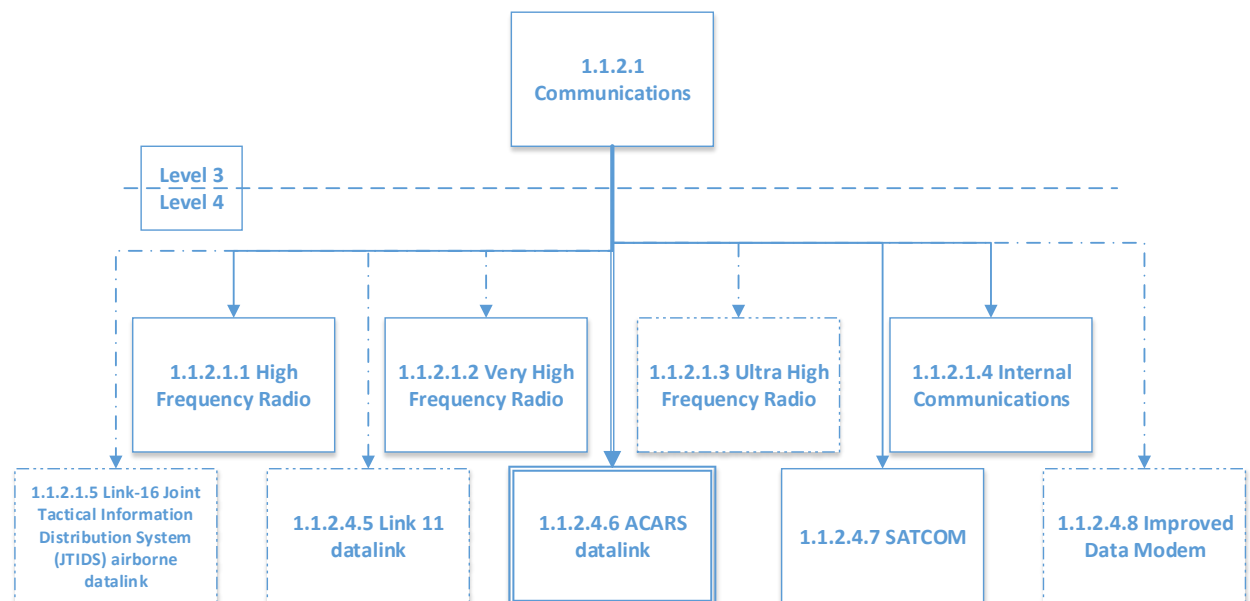 1.1.2.1
Communications
Level 3
Level 4
1.1.2.1.1 High
Frequency Radio
1.1.2.1.2 Very High
Frequency Radio
1.1.2.1.3 Ultra High
Frequency Radio
1.1.2.1.4 Internal
Communications
1.1.2.1.5 Link-16 Joint
Tactical Information
Distribution System
(JTIDS) airborne
datalink
1.1.2.4.5 Link 11
datalink
1.1.2.4.6 ACARS
datalink
1.1.2.4.7 SATCOM
1.1.2.4.8 Improved
Data Modem